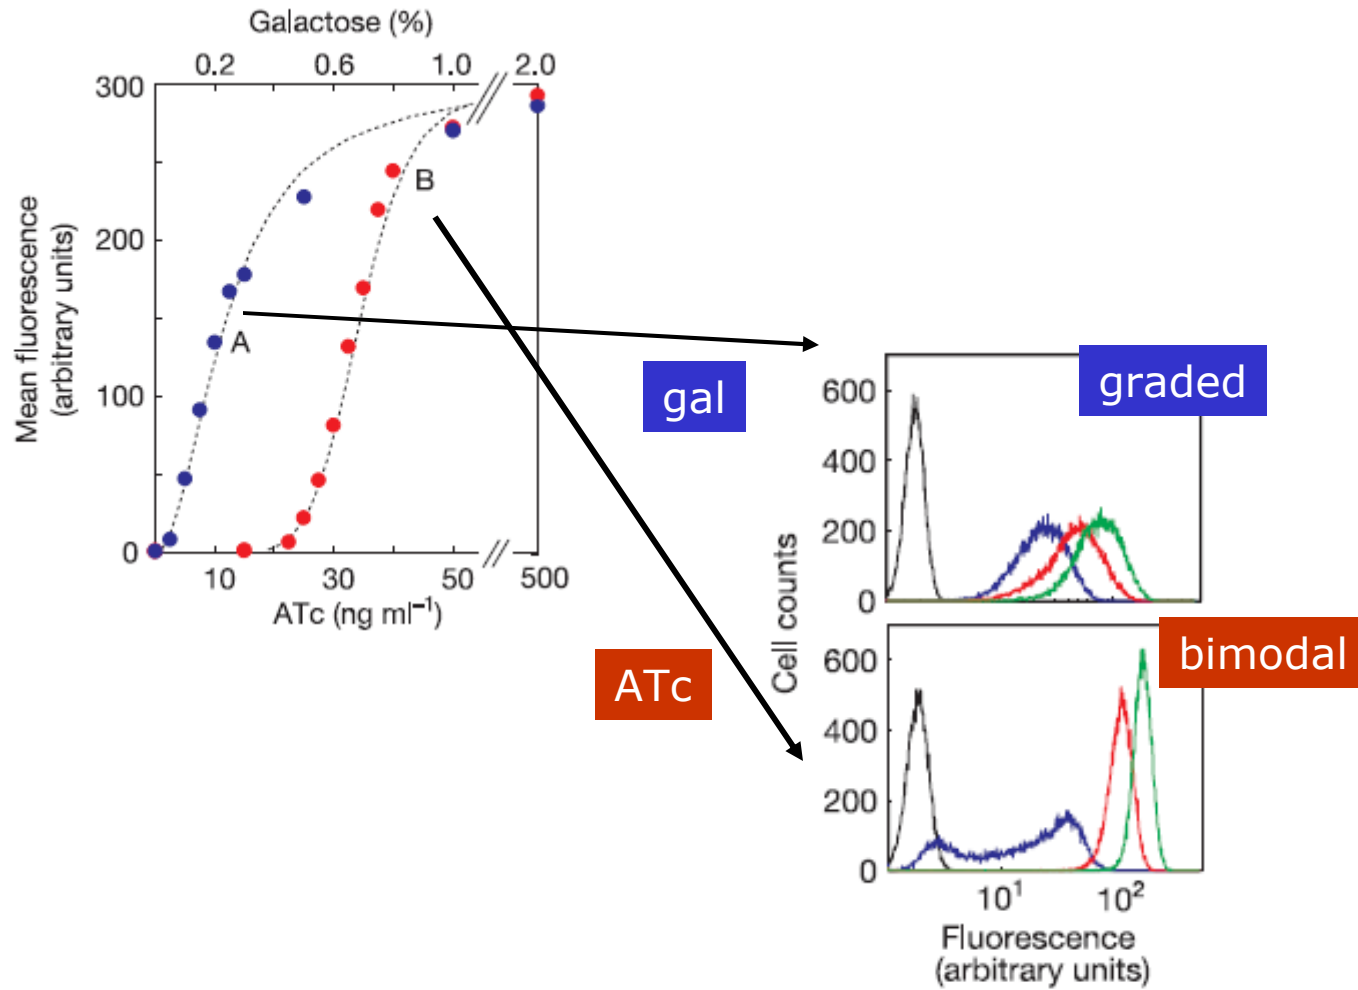 Galactose (%)
0.2 0.6 1.0 2.0
300
200
100
0
Mean fluorescence
(arbitrary units)
A
B
10 30 50 500
ATc (ng ml⁻¹)
gal
ATc
graded
600
400
200
0
bimodal
600
400
200
0
Cell counts
10¹ 10²
Fluorescence
(arbitrary units)